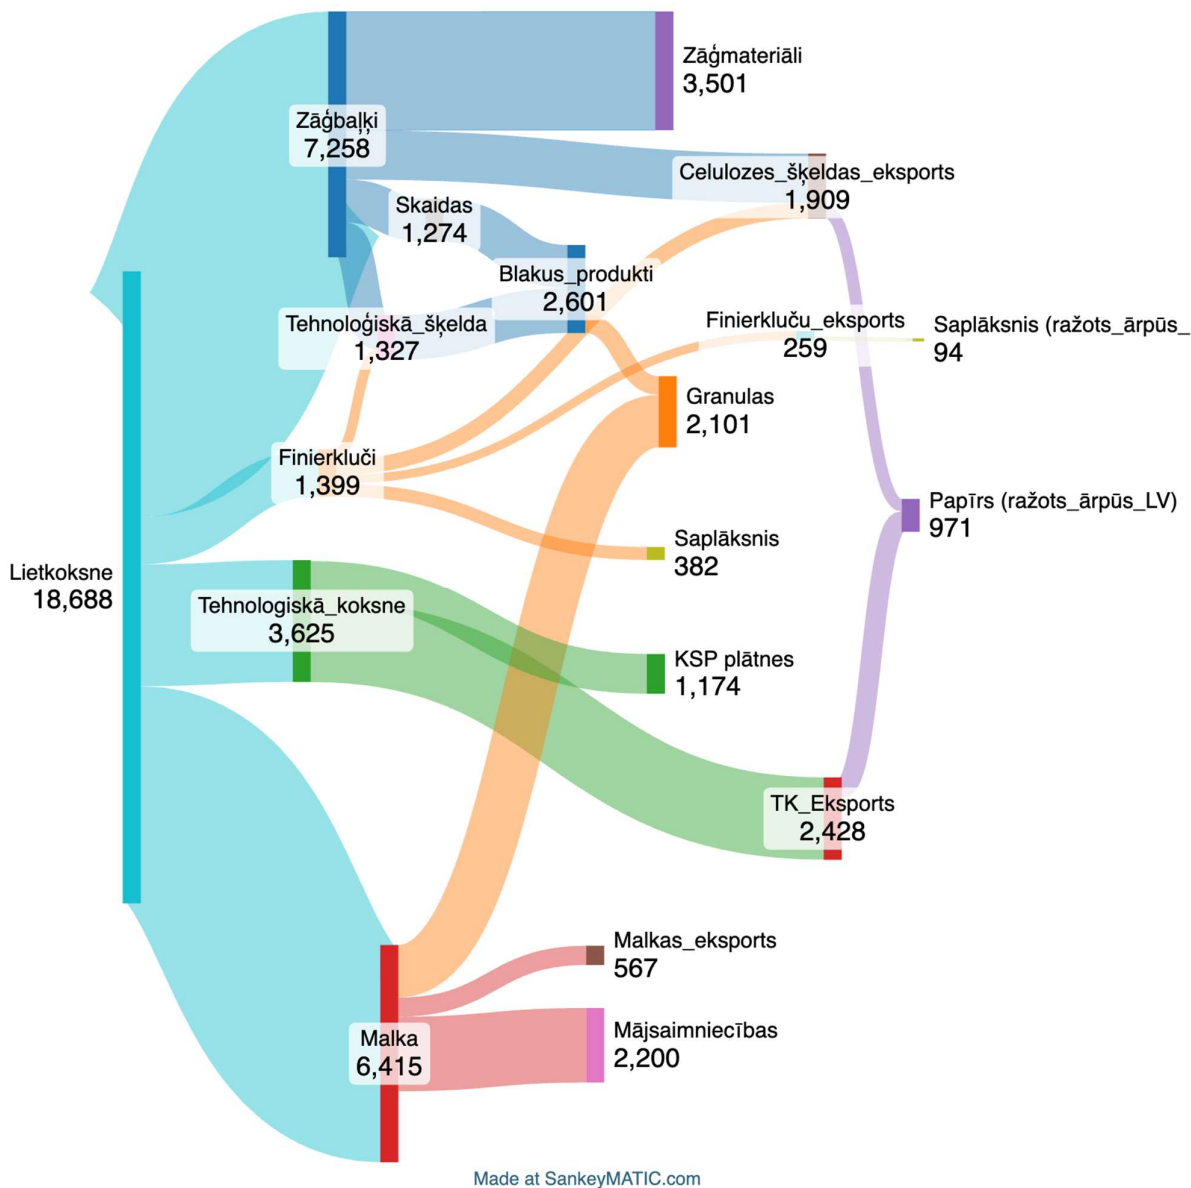 Zāģmateriāli
3,501
Zāģbaļķi
7,258
Celulozes_šķeldas_eksports
1,909
Skaidas
1,274
Blakus_produkti
2,601
Tehnoloģiskā_šķelda
1,327
Finierkluču_eksports
259
Saplāksnis (ražots_ārpūs_
94
Granulas
2,101
Finierkluči
1,399
Papīrs (ražots_ārpūs_LV)
971
Saplāksnis
382
Lietkoksne
18,688
Tehnologiskā_koksne
3,625
KSP plātnes
1,174
TK_Eksports
2,428
Malkas_eksports
567
Malka
6,415
Mājsaimniecības
2,200
Made at SankeyMATIC.com